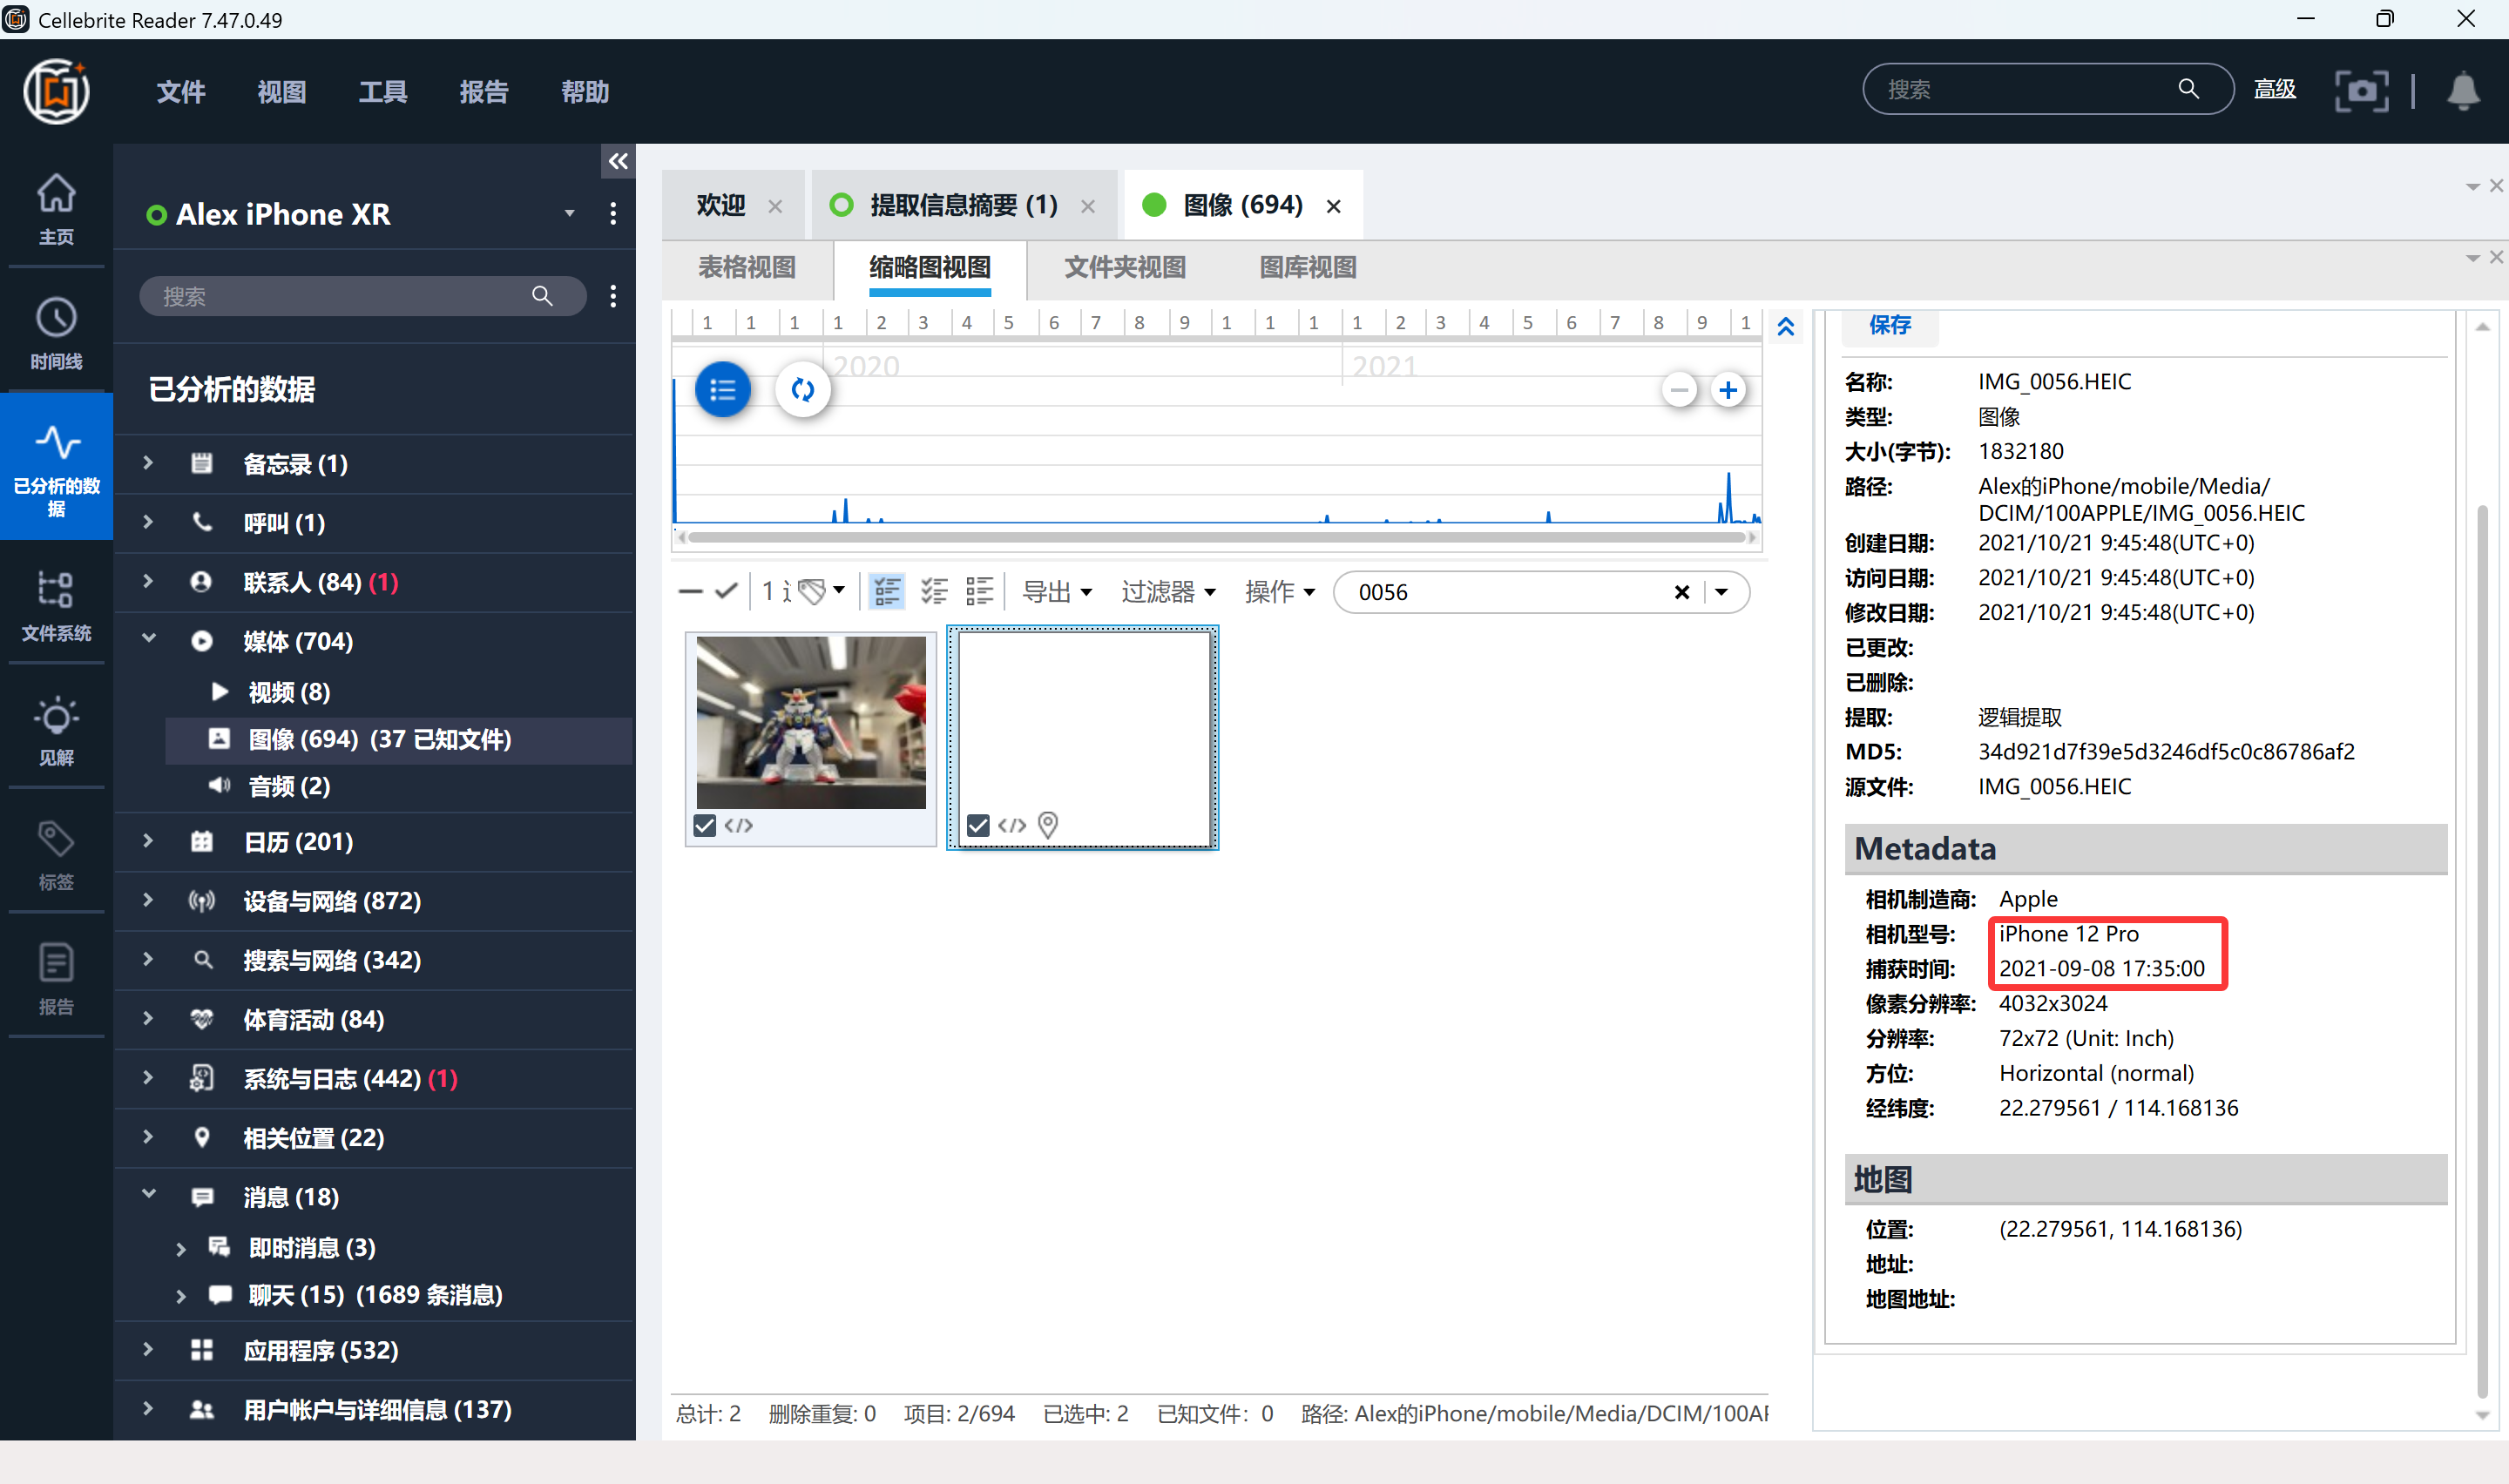 Cellebrite Reader 7.47.0.49
文件 视图 工具 报告 帮助
搜索 高级
主页
时间线
已分析的数据
文件系统
见解
标签
报告
Alex iPhone XR
搜索
已分析的数据
备忘录 (1)
呼叫 (1)
联系人 (84) (1)
媒体 (704)
视频 (8)
图像 (694) (37 已知文件)
音频 (2)
日历 (201)
设备与网络 (872)
搜索与网络 (342)
体育活动 (84)
系统与日志 (442) (1)
相关位置 (22)
消息 (18)
即时消息 (3)
聊天 (15) (1689 条消息)
应用程序 (532)
用户帐户与详细信息 (137)
欢迎 提取信息摘要 (1) 图像 (694)
表格视图 缩略图视图 文件夹视图 图库视图
1 1 1 1 2 3 4 5 6 7 8 9 1 1 1 1 2 3 4 5 6 7 8 9 1
2020 2021
1 导出 过滤器 操作 0056
总计: 2 删除重复: 0 项目: 2/694 已选中: 2 已知文件: 0 路径: Alex的iPhone/mobile/Media/DCIM/100AP
保存
名称: IMG_0056.HEIC
类型: 图像
大小(字节): 1832180
路径: Alex的iPhone/mobile/Media/
DCIM/100APPLE/IMG_0056.HEIC
创建日期: 2021/10/21 9:45:48(UTC+0)
访问日期: 2021/10/21 9:45:48(UTC+0)
修改日期: 2021/10/21 9:45:48(UTC+0)
已更改:
已删除:
提取: 逻辑提取
MD5: 34d921d7f39e5d3246df5c0c86786af2
源文件: IMG_0056.HEIC
Metadata
相机制造商: Apple
相机型号: iPhone 12 Pro
捕获时间: 2021-09-08 17:35:00
像素分辨率: 4032x3024
分辨率: 72x72 (Unit: Inch)
方位: Horizontal (normal)
经纬度: 22.279561 / 114.168136
地图
位置: (22.279561, 114.168136)
地址:
地图地址: